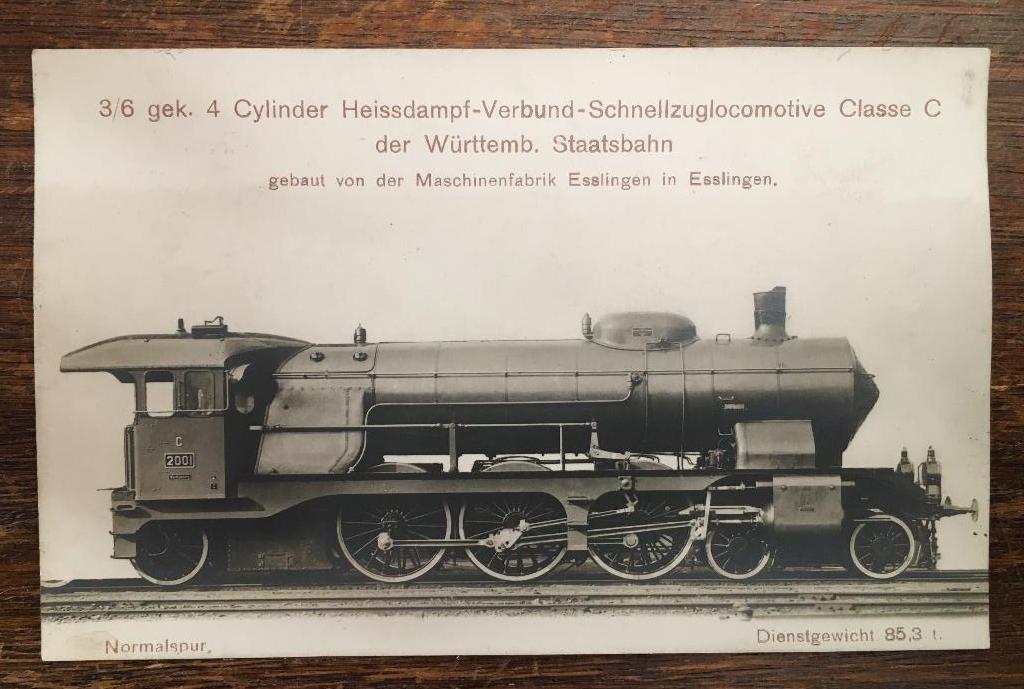 3/6 gek. 4 Cylinder Heissdampf-Verbund-Schnellzuglocomotive Classe C
der Württemb. Staatsbahn
gebaut von der Maschinenfabrik Esslingen in Esslingen.
C
2001
Normalspur.
Dienstgewicht 85,3 t.